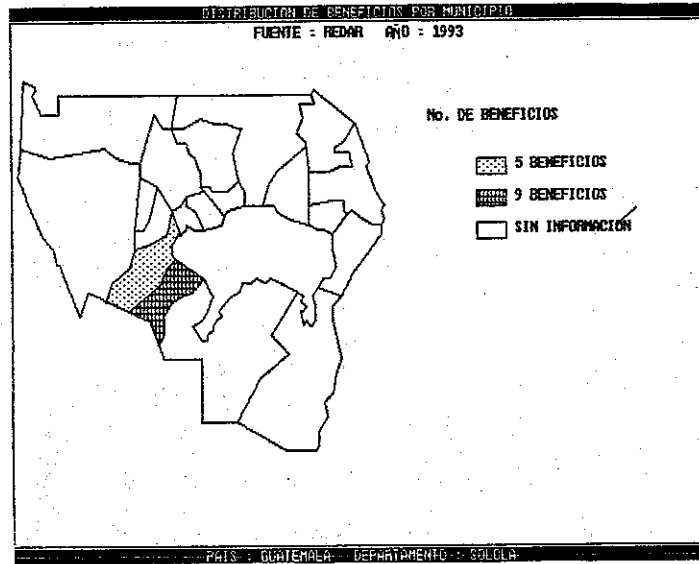 DISTRIBUCION DE BENEFICIOS POR MUNICIPIO
FUENTE : REDAR AÑO : 1993
No. DE BENEFICIOS
5 BENEFICIOS
9 BENEFICIOS
SIN INFORMACION
PAIS : GUATEMALA DEPARTAMENTO : SOLOLA